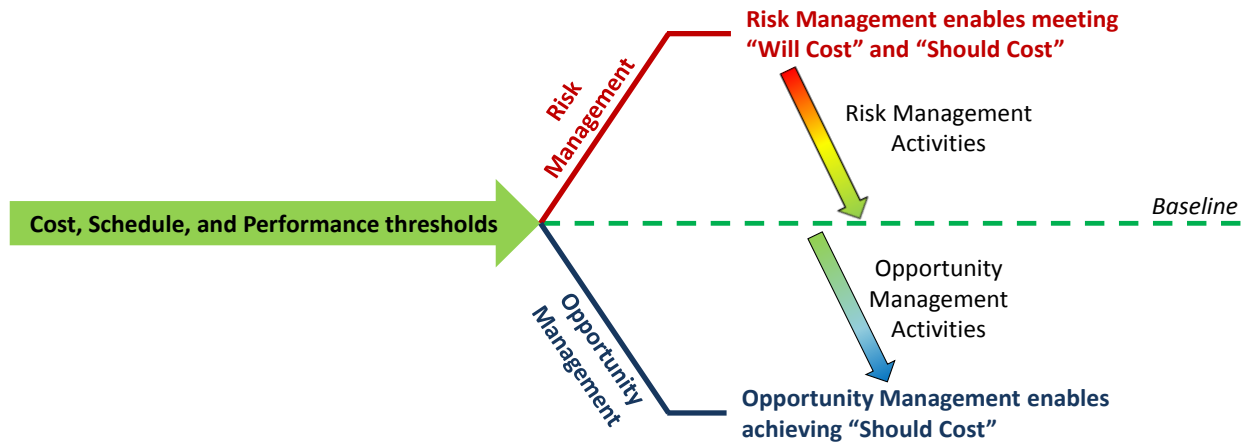 Risk Management enables meeting
“Will Cost” and “Should Cost”
Risk
Management
Risk Management
Activities
Cost, Schedule, and Performance thresholds
Baseline
Opportunity
Management
Opportunity
Management
Activities
Opportunity Management enables
achieving “Should Cost”